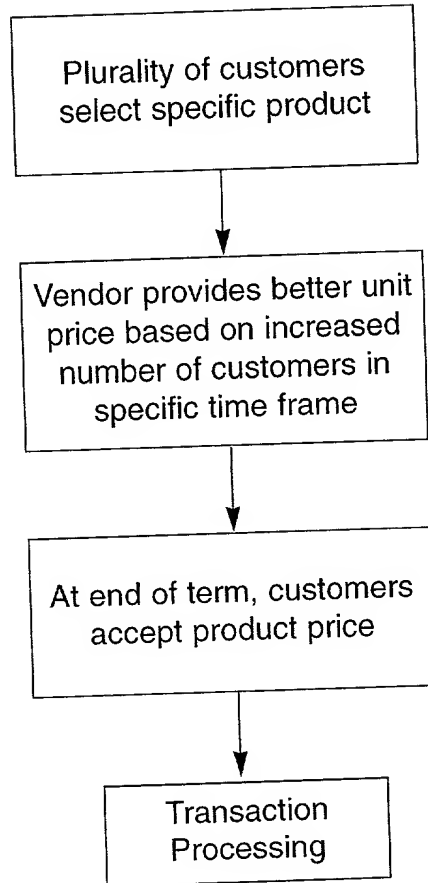 Plurality of customers
select specific product
Vendor provides better unit
price based on increased
number of customers in
specific time frame
At end of term, customers
accept product price
Transaction
Processing